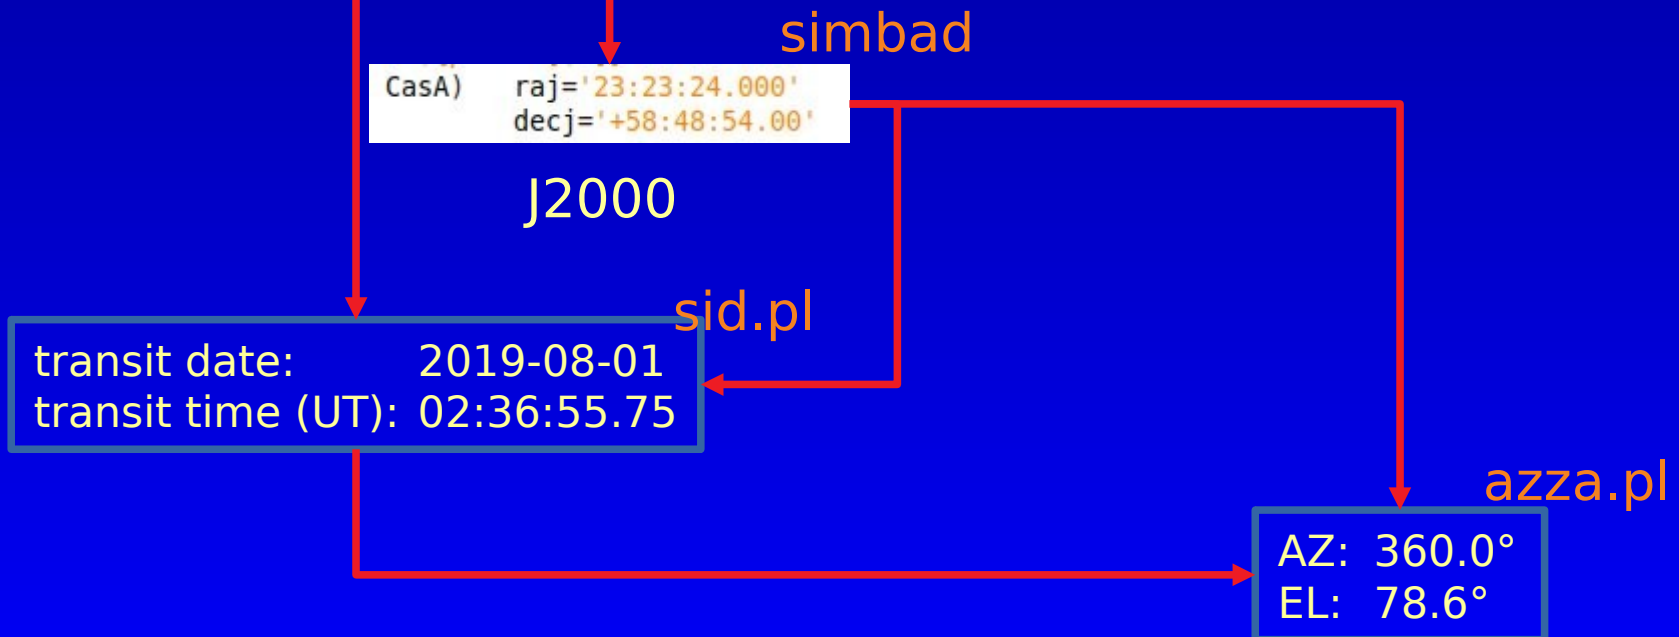 simbad
CasA) raj='23:23:24.000'
decj='+58:48:54.00'
J2000
sid.pl
transit date: 2019-08-01
transit time (UT): 02:36:55.75
azza.pl
AZ: 360.0°
EL: 78.6°